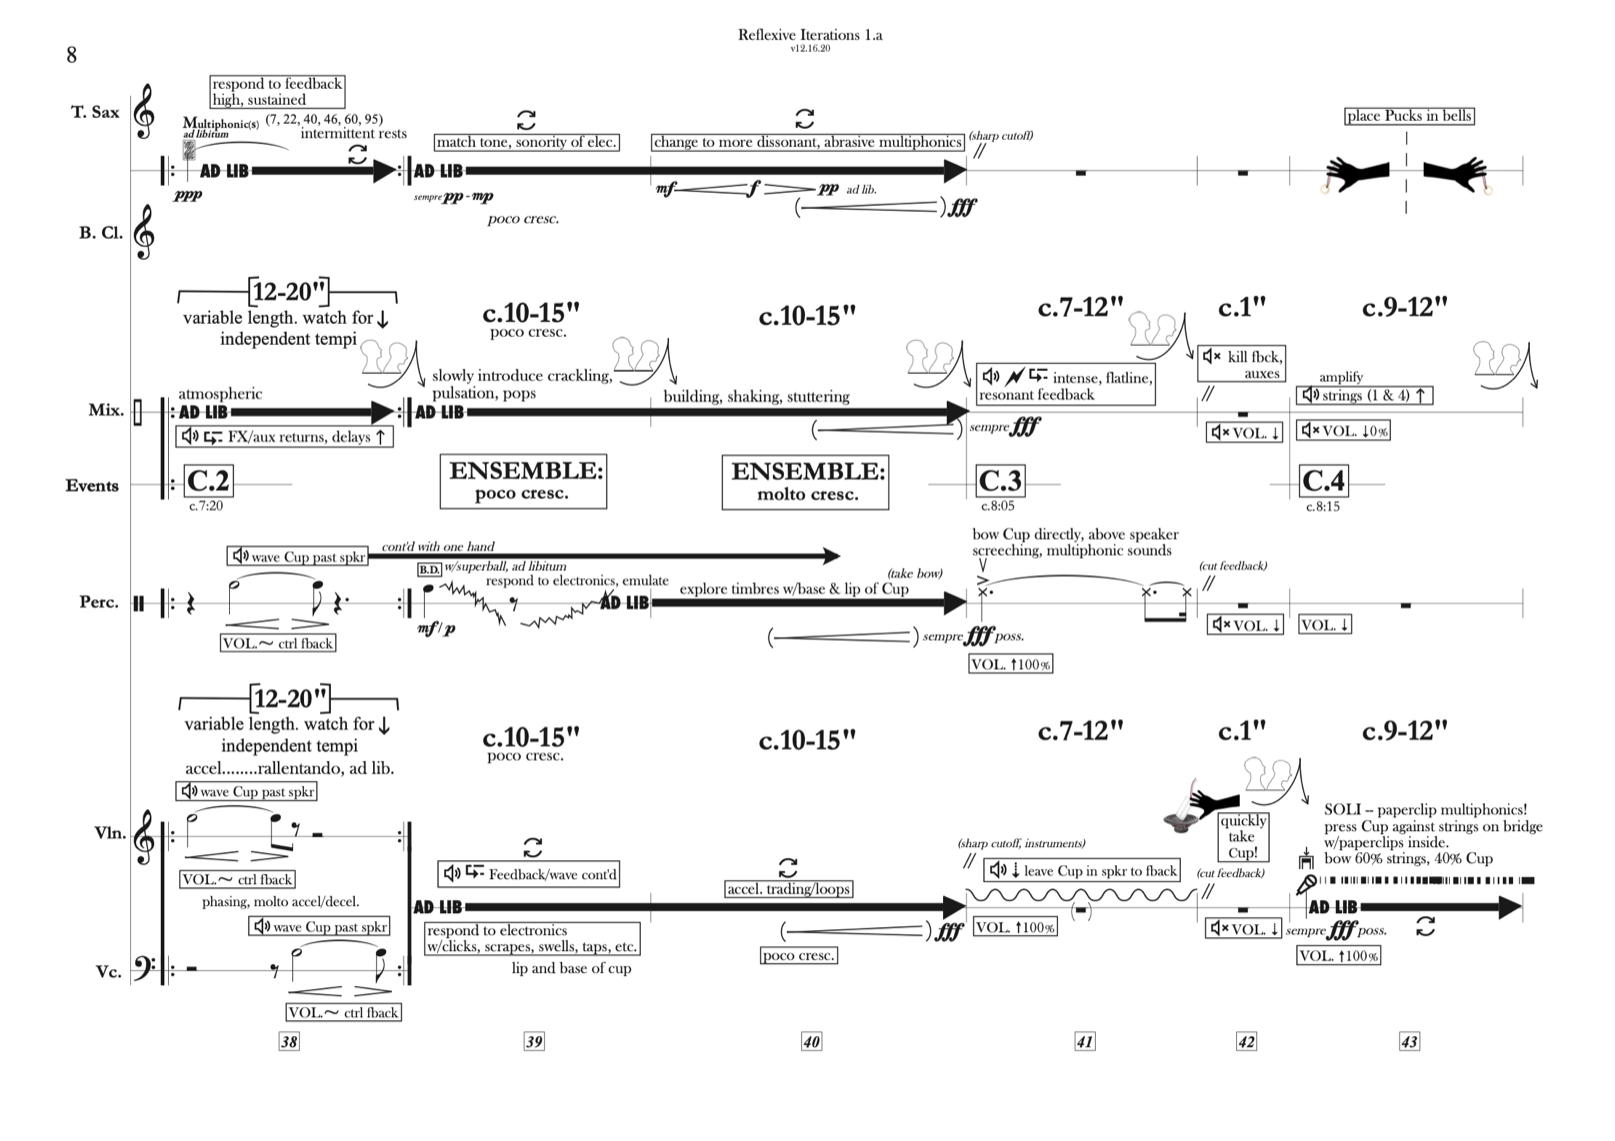 Reflexive Iterations 1.a
v12.16.20
8
respond to feedback
high, sustained
T. Sax
Multiphonic(s) (7, 22, 40, 46, 60, 95)
ad libitum
intermittent rests
match tone, sonority of elec.
change to more dissonant, abrasive multiphonics
(sharp cutoff)
//
place Pucks in bells
AD LIB
AD LIB
ppp
sempre pp - mp
poco cresc.
mf f pp ad lib.
( ) fff
B. Cl.
[12-20"]
variable length. watch for ↓
independent tempi
c.10-15"
poco cresc.
c.10-15"
c.7-12"
c.1"
c.9-12"
atmospheric
slowly introduce crackling,
pulsation, pops
building, shaking, stuttering
intense, flatline,
resonant feedback
kill fbck,
auxes
//
amplify
strings (1 & 4) ↑
Mix.
AD LIB
AD LIB
FX/aux returns, delays ↑
( ) sempre fff
VOL. ↓
VOL. ↓0%
Events
C.2
c.7:20
ENSEMBLE:
poco cresc.
ENSEMBLE:
molto cresc.
C.3
c.8:05
C.4
c.8:15
wave Cup past spkr
cont'd with one hand
B.D. w/superball, ad libitum
respond to electronics, emulate
explore timbres w/base & lip of Cup
(take bow)
bow Cup directly, above speaker
screeching, multiphonic sounds
(cut feedback)
//
Perc.
AD LIB
VOL.~ ctrl fback
mf/p
( ) sempre fff poss.
VOL. ↑100%
VOL. ↓
VOL. ↓
[12-20"]
variable length. watch for ↓
independent tempi
accel........rallentando, ad lib.
c.10-15"
poco cresc.
c.10-15"
c.7-12"
c.1"
c.9-12"
wave Cup past spkr
Vln.
VOL.~ ctrl fback
phasing, molto accel/decel.
wave Cup past spkr
Feedback/wave cont'd
accel. trading/loops
(sharp cutoff, instruments)
//
↓ leave Cup in spkr to fback
quickly
take
Cup!
(cut feedback)
//
SOLI – paperclip multiphonics!
press Cup against strings on bridge
w/paperclips inside.
bow 60% strings, 40% Cup
AD LIB
AD LIB
respond to electronics
w/clicks, scrapes, swells, taps, etc.
lip and base of cup
( ) fff
poco cresc.
VOL. ↑100%
VOL. ↓
sempre fff poss.
VOL. ↑100%
Vc.
VOL.~ ctrl fback
38
39
40
41
42
43